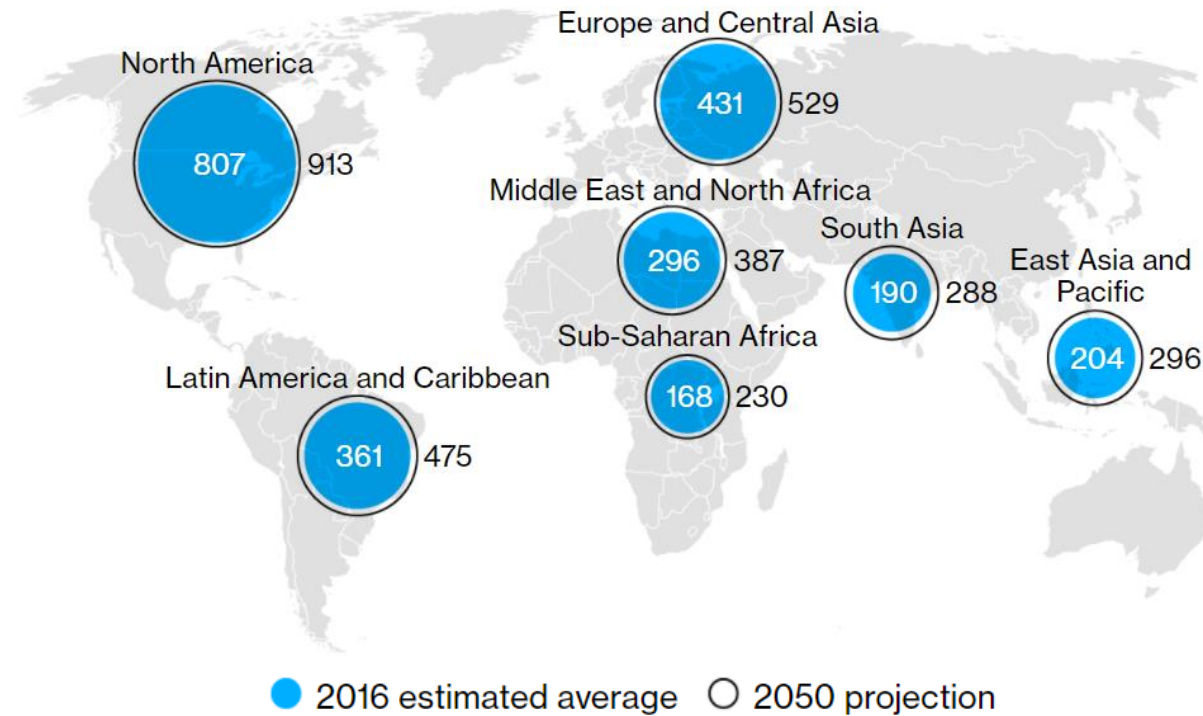 Europe and Central Asia
431 529
North America
807 913
Middle East and North Africa
296 387
South Asia
190 288
East Asia and
Pacific
204 296
Sub-Saharan Africa
168 230
Latin America and Caribbean
361 475
2016 estimated average
2050 projection